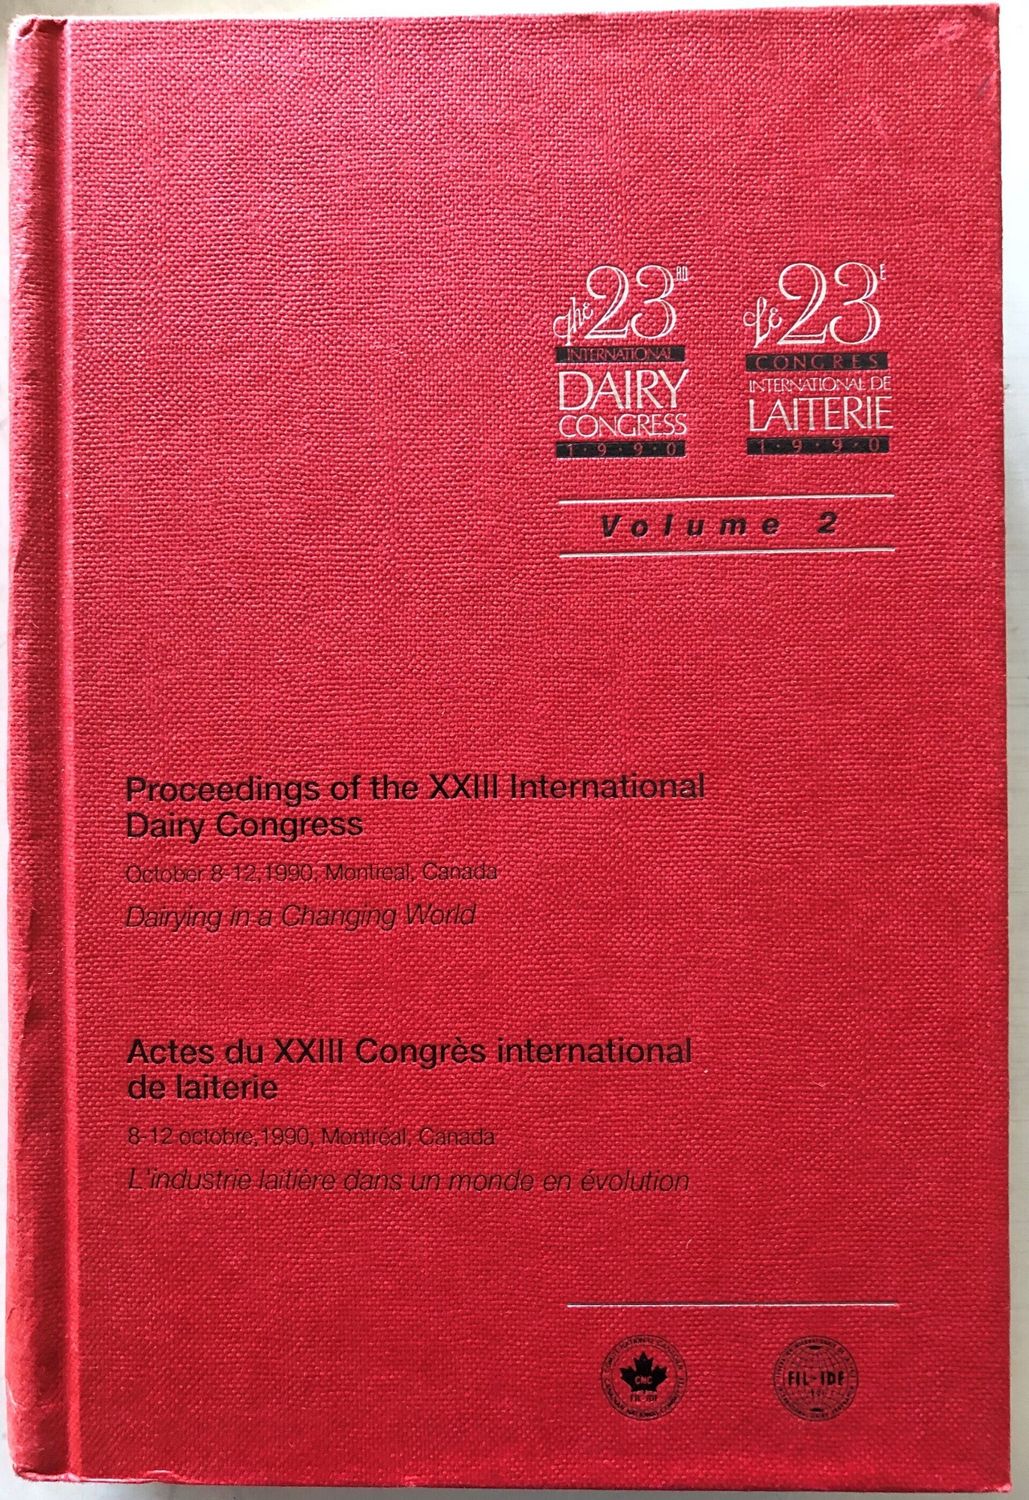 The 23RD
INTERNATIONAL
DAIRY
CONGRESS
1·9·9·0
LE 23E
CONGRÈS
INTERNATIONAL DE
LAITERIE
1·9·9·0
Volume 2
Proceedings of the XXIII International
Dairy Congress
October 8-12,1990, Montreal, Canada
Dairying in a Changing World
Actes du XXIII Congrès international
de laiterie
8-12 octobre,1990, Montréal, Canada
L'industrie laitière dans un monde en évolution
CNC
FIL-IDF
FIL-IDF